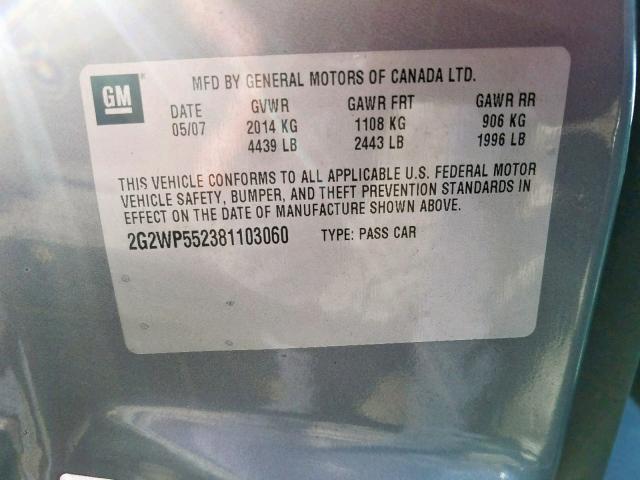 GM
MFD BY GENERAL MOTORS OF CANADA LTD.
DATE GVWR GAWR FRT GAWR RR
05/07 2014 KG 1108 KG 906 KG
4439 LB 2443 LB 1996 LB
THIS VEHICLE CONFORMS TO ALL APPLICABLE U.S. FEDERAL MOTOR
VEHICLE SAFETY, BUMPER, AND THEFT PREVENTION STANDARDS IN
EFFECT ON THE DATE OF MANUFACTURE SHOWN ABOVE.
2G2WP552381103060 TYPE: PASS CAR